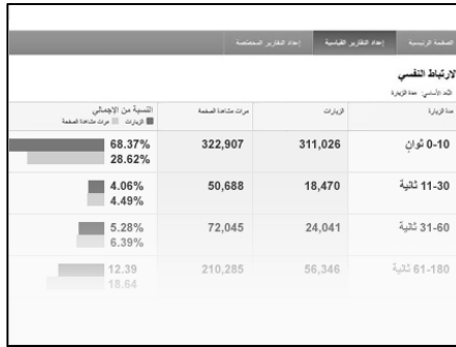 الصفحة الرئيسية إعداد التقارير القياسية إعداد التقارير المخصصة
لارتباط النفسي
البُعد الأساسي: مدة الزيارة
مدة الزيارة الزيارات مرات مشاهدة الصفحة النسبة من الإجمالي
الزيارات مرات مشاهدة الصفحة
0-10 ثوانٍ 311,026 322,907 68.37%
28.62%
11-30 ثانية 18,470 50,688 4.06%
4.49%
31-60 ثانية 24,041 72,045 5.28%
6.39%
61-180 ثانية 56,346 210,285 12.39
18.64